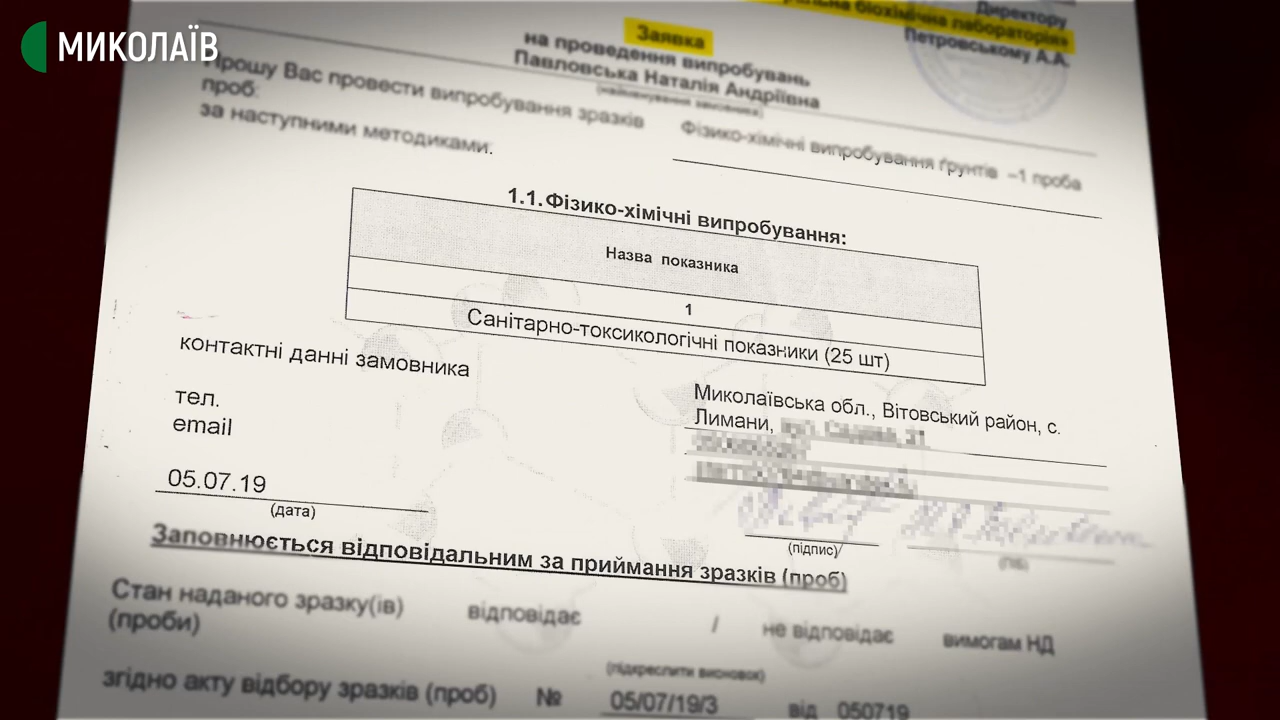 МИКОЛАЇВ
Директору
біохімічна лабораторія»
Петровському А.А.
Заявка
на проведення випробувань
Павловська Наталія Андріївна
(найменування замовника)
Прошу Вас провести випробування зразків
проб:
Фізико-хімічні випробування ґрунтів –1 проба
за наступними методиками:
1.1.Фізико-хімічні випробування:
Назва показника
1
Санітарно-токсикологічні показники (25 шт)
контактні данні замовника
Миколаївська обл., Вітовський район, с.
Лимани,
тел.
email
05.07.19
(дата)
(підпис)
(ПІБ)
Заповнюється відповідальним за приймання зразків (проб)
Стан наданого зразку(ів) відповідає / не відповідає вимогам НД
(проби)
(підкреслити висновок)
згідно акту відбору зразків (проб) № 05/07/19/3 від 050719